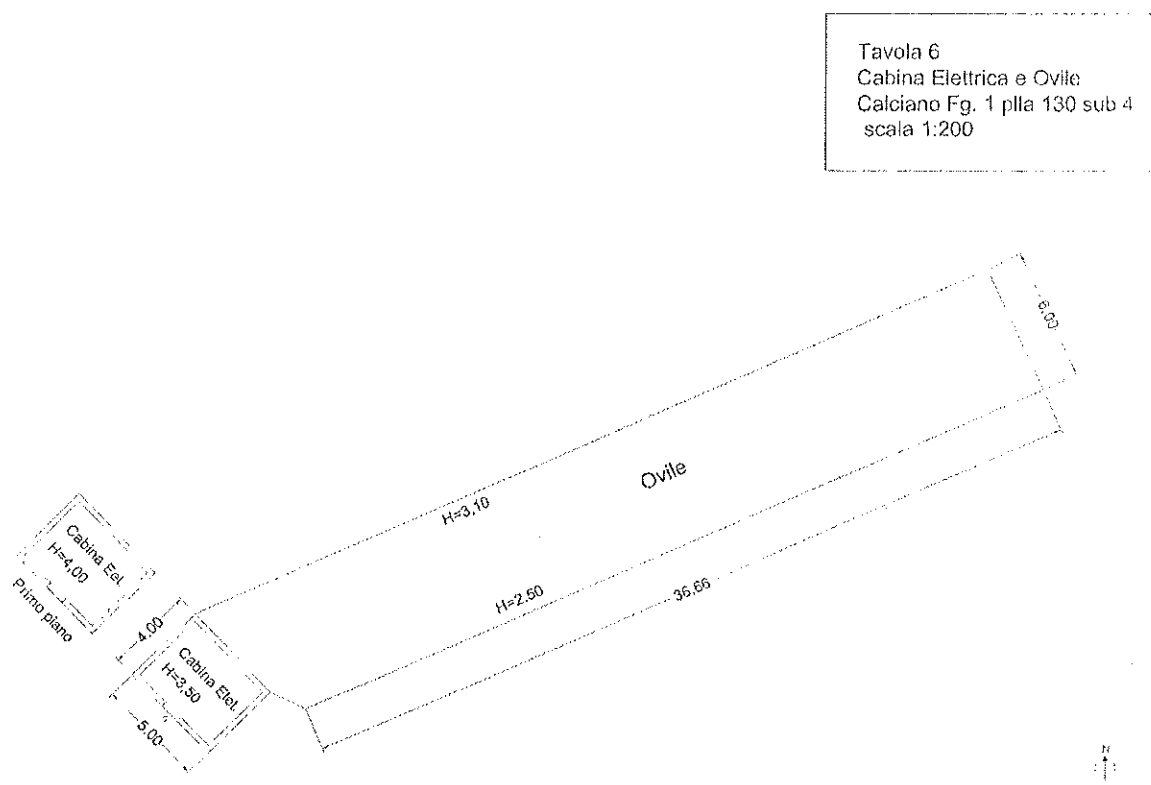 Tavola 6
Cabina Elettrica e Ovile
Calciano Fg. 1 plla 130 sub 4
scala 1:200
6,00
Ovile
H=3,10
H=2.50
36,66
Cabina Eel.
H=4,00
Primo piano
4,00
Cabina Elet.
H=3,50
5,00
N